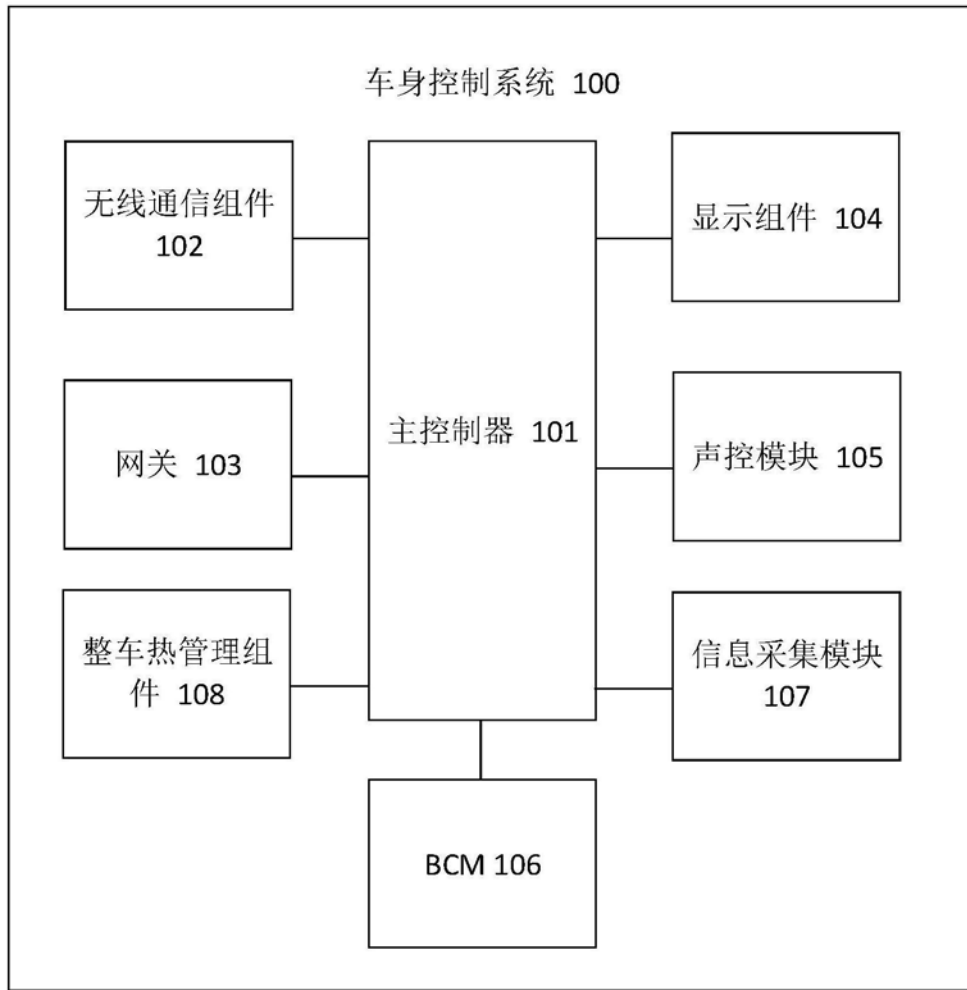 车身控制系统 100
无线通信组件
102
主控制器 101
显示组件 104
网关 103
声控模块 105
整车热管理组
件 108
信息采集模块
107
BCM 106